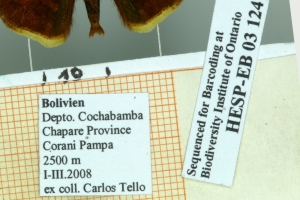 10
Bolivien
Depto. Cochabamba
Chapare Province
Corani Pampa
2500 m
I-III.2008
ex coll. Carlos Tello
Sequenced for Barcoding at
Biodiversity Institute of Ontario
HESP-EB 03 124